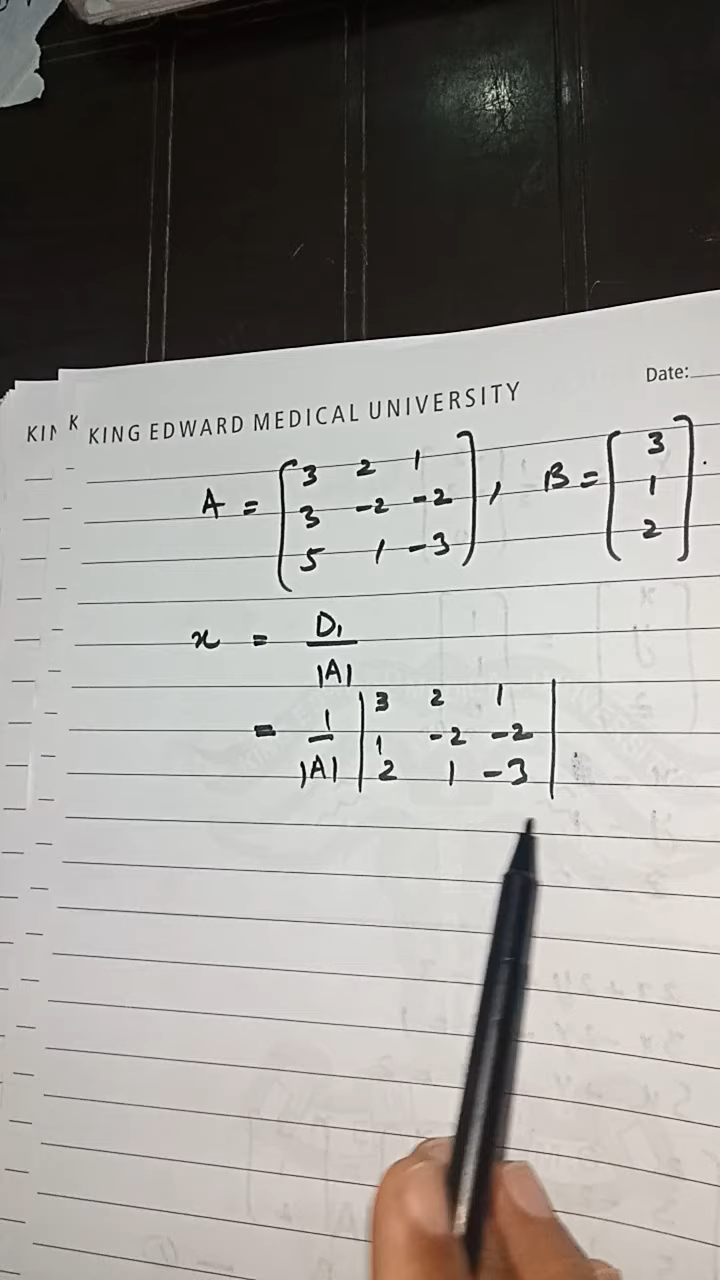 Date:
KIN K KING EDWARD MEDICAL UNIVERSITY
A = [3 2 1
3 -2 -2
5 1 -3], B = [3
1
2].
x = D₁
|A|
= 1/|A| |3 2 1
1 -2 -2
2 1 -3|